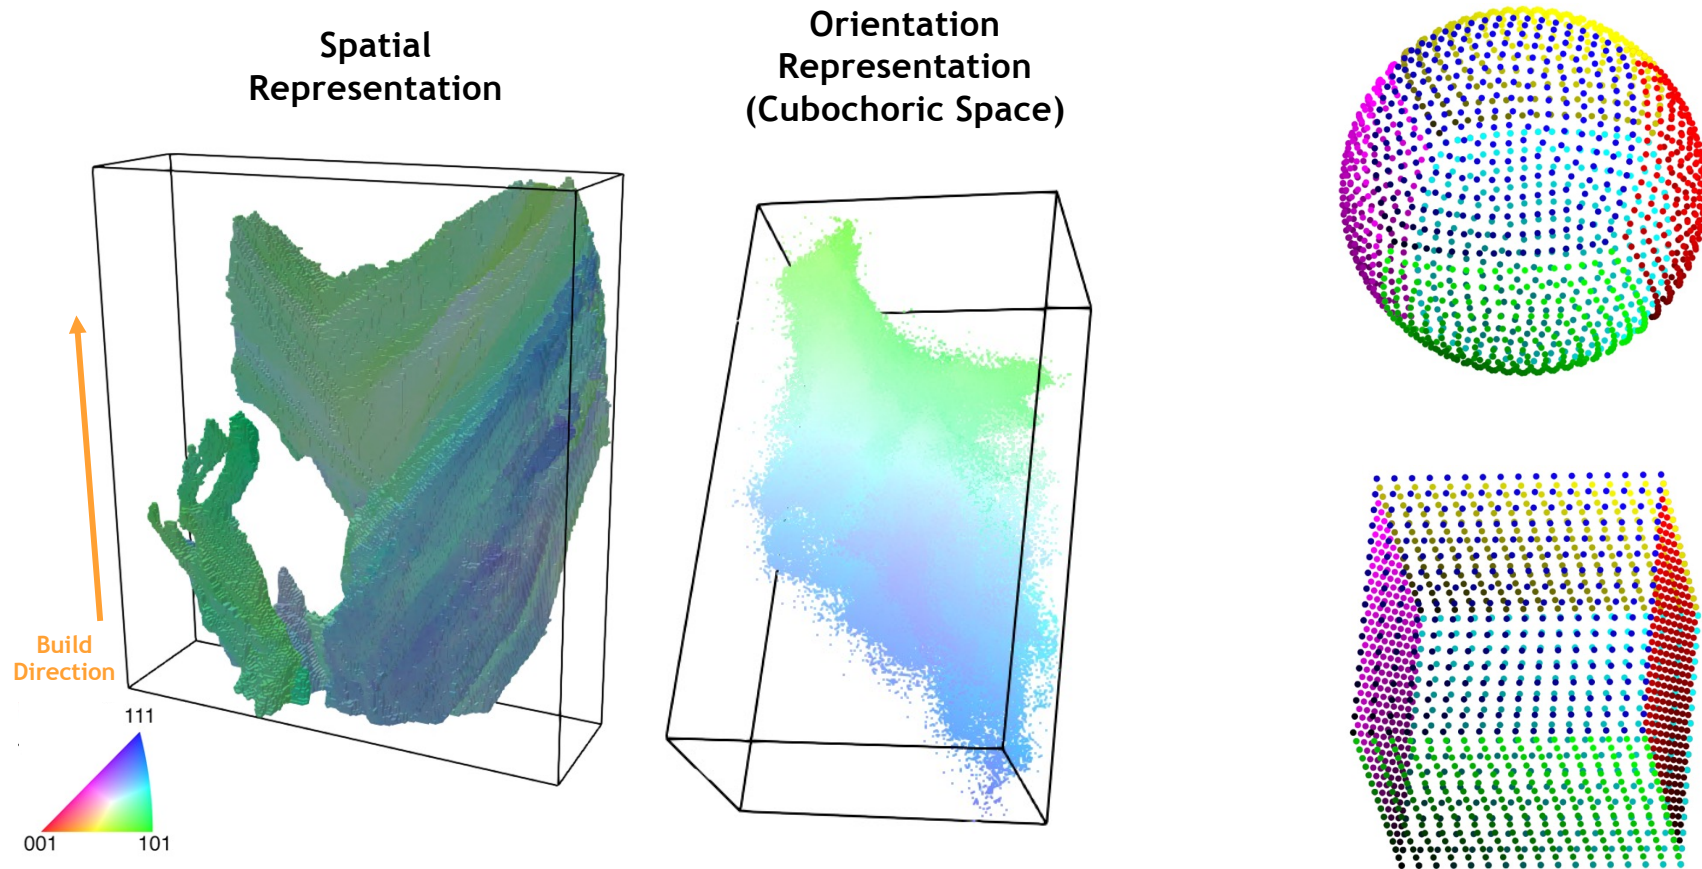 Spatial
Representation
Orientation
Representation
(Cubochoric Space)
Build
Direction
111
001
101